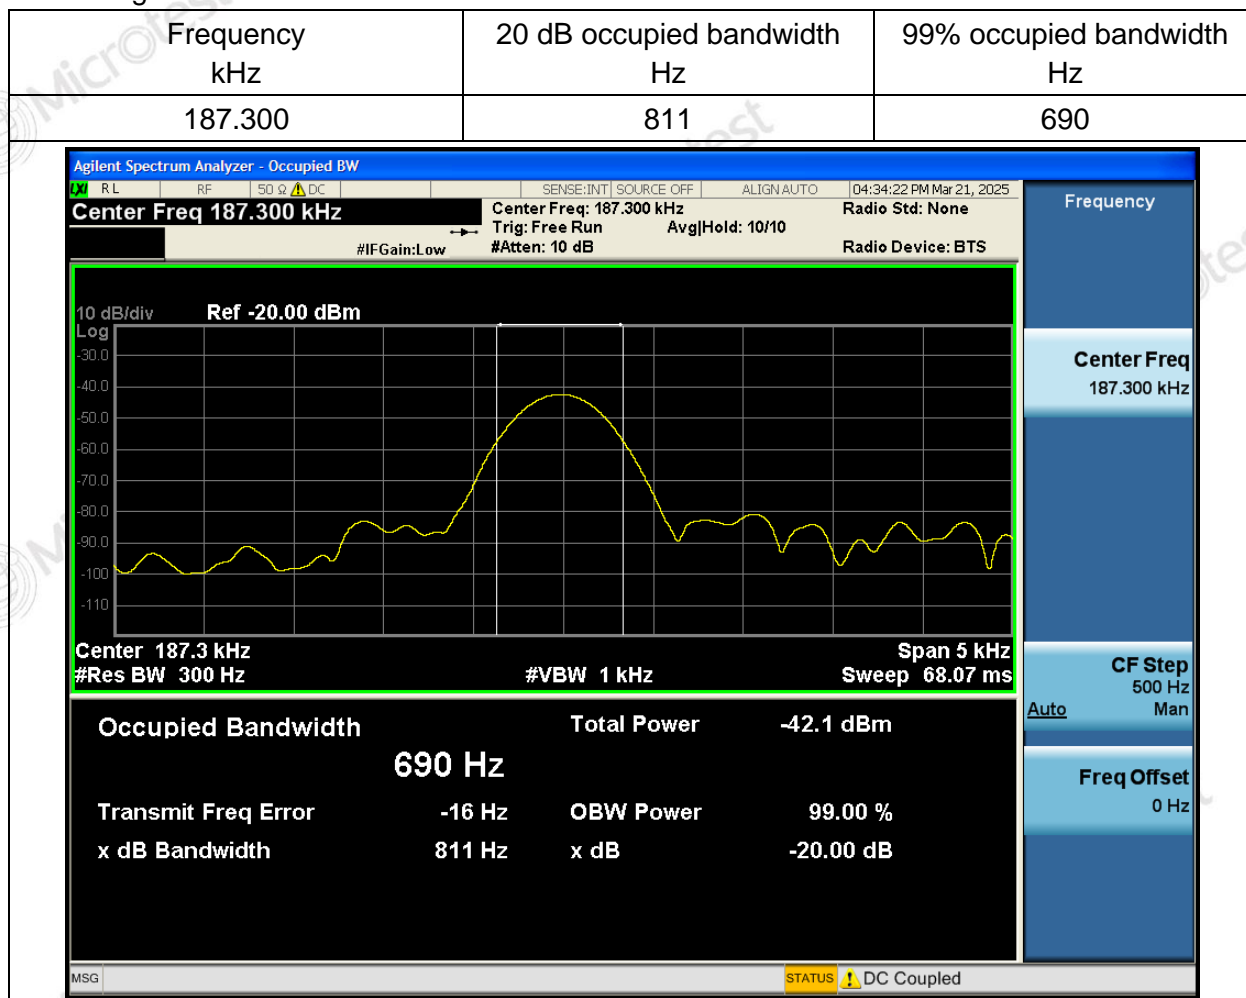 Frequency
kHz
20 dB occupied bandwidth
Hz
99% occupied bandwidth
Hz
187.300
811
690
Microtest
Agilent Spectrum Analyzer - Occupied BW
LXI RL RF 50 Ω DC SENSE:INT SOURCE OFF ALIGN AUTO 04:34:22 PM Mar 21, 2025
Center Freq 187.300 kHz
Center Freq: 187.300 kHz
Radio Std: None
Trig: Free Run Avg|Hold: 10/10
#IFGain:Low
#Atten: 10 dB
Radio Device: BTS
10 dB/div Ref -20.00 dBm
Log
-30.0
-40.0
-50.0
-60.0
-70.0
-80.0
-90.0
-100
-110
Center 187.3 kHz
Span 5 kHz
#Res BW 300 Hz
#VBW 1 kHz
Sweep 68.07 ms
Occupied Bandwidth
690 Hz
Total Power -42.1 dBm
Transmit Freq Error -16 Hz
OBW Power 99.00 %
x dB Bandwidth 811 Hz
x dB -20.00 dB
Frequency
Center Freq
187.300 kHz
CF Step
500 Hz
Auto Man
Freq Offset
0 Hz
MSG
STATUS DC Coupled